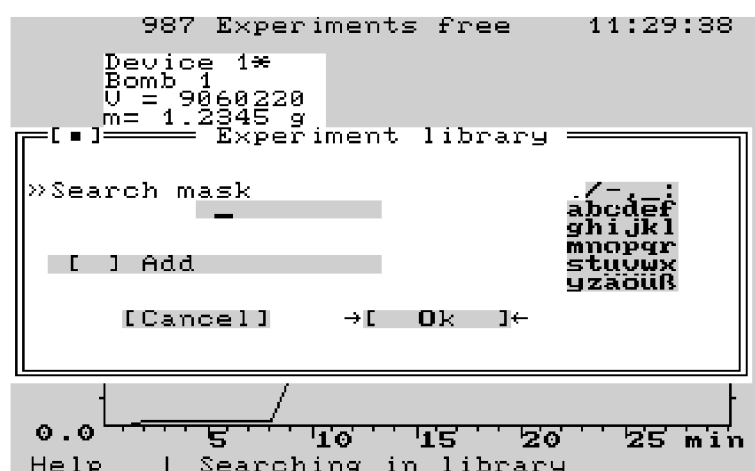 987 Experiments free 11:29:38
Device 1*
Bomb 1
V = 9060220
m= 1.2345 g
[■] Experiment library
»Search mask
./-,_:
abcdef
ghijkl
mnopqr
stuvwx
yzäöüß
[ ] Add
[Cancel] →[ Ok ]←
0.0 5 10 15 20 25 min
Help | Searching in library